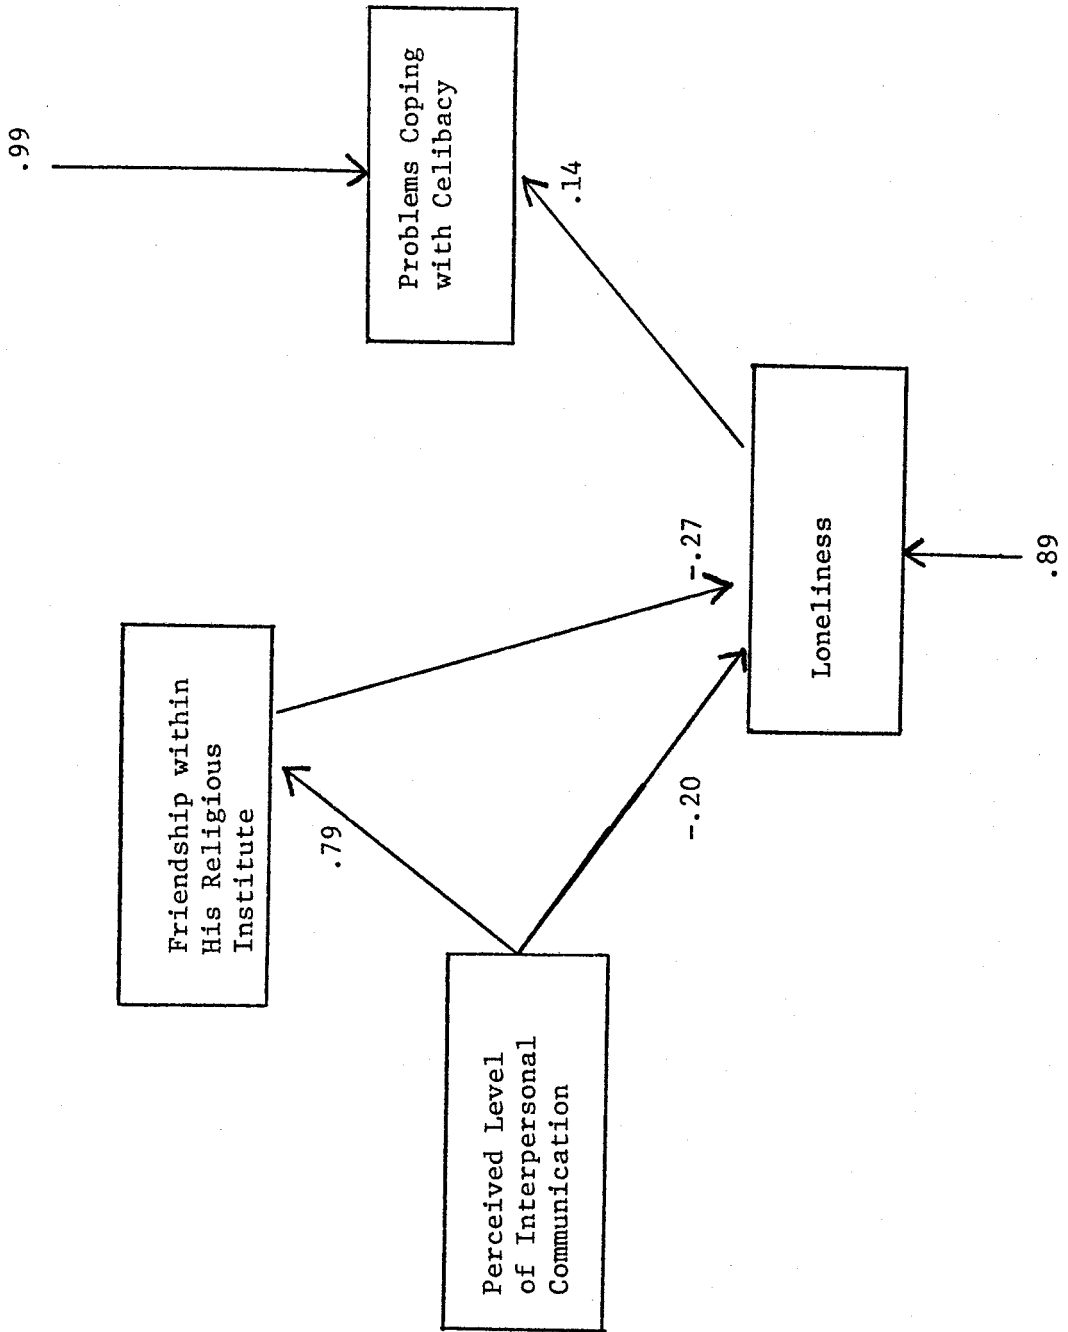 Perceived Level
of Interpersonal
Communication
.79
-.20
Friendship within
His Religious
Institute
-.27
Loneliness
.89
.14
Problems Coping
with Celibacy
.99